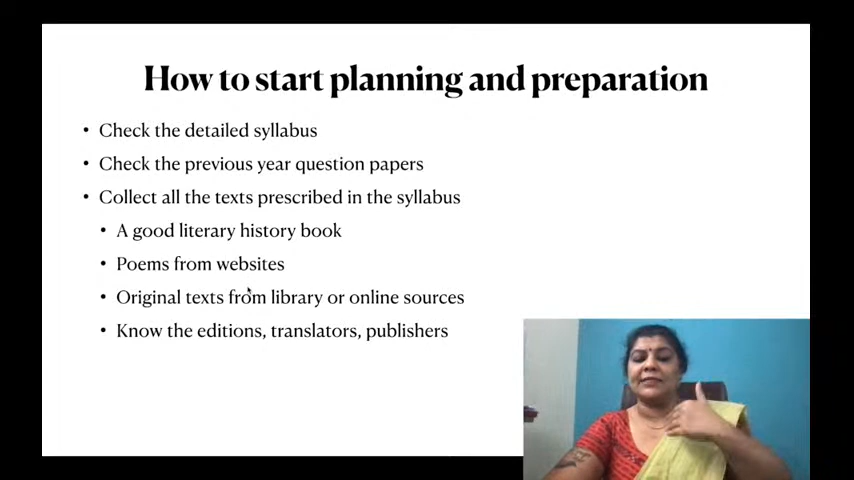 How to start planning and preparation
• Check the detailed syllabus
• Check the previous year question papers
• Collect all the texts prescribed in the syllabus
• A good literary history book
• Poems from websites
• Original texts from library or online sources
• Know the editions, translators, publishers